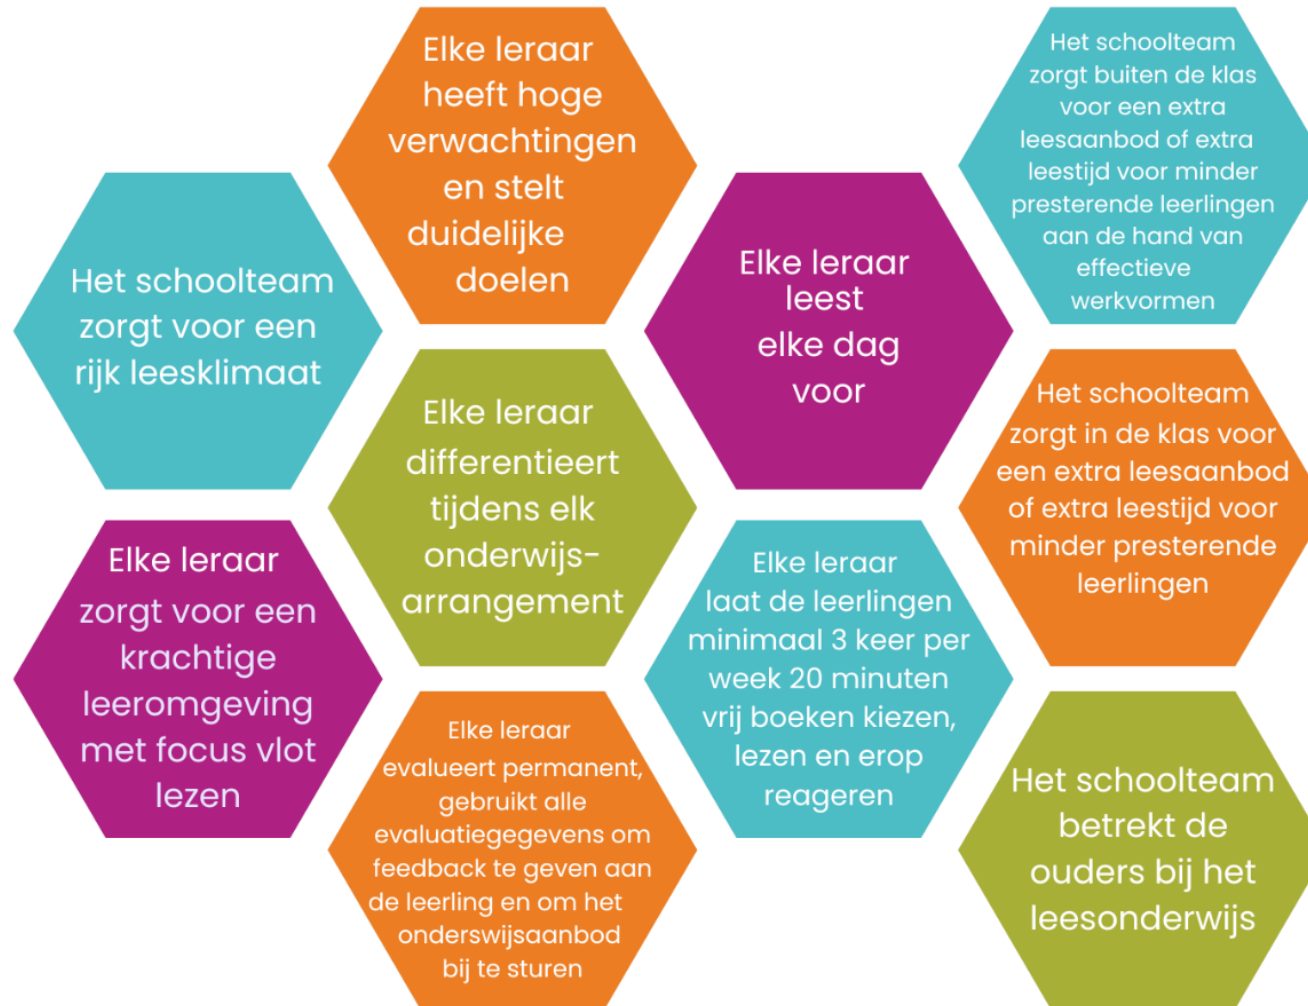 Het schoolteam
zorgt voor een
rijk leesklimaat
Elke leraar
zorgt voor een
krachtige
leeromgeving
met focus vlot
lezen
Elke leraar
heeft hoge
verwachtingen
en stelt
duidelijke
doelen
Elke leraar
differentieert
tijdens elk
onderwijs-
arrangement
Elke leraar
evalueert permanent,
gebruikt alle
evaluatiegegevens om
feedback te geven aan
de leerling en om het
onderswijsaanbod
bij te sturen
Elke leraar
leest
elke dag
voor
Elke leraar
laat de leerlingen
minimaal 3 keer per
week 20 minuten
vrij boeken kiezen,
lezen en erop
reageren
Het schoolteam
zorgt buiten de klas
voor een extra
leesaanbod of extra
leestijd voor minder
presterende leerlingen
aan de hand van
effectieve
werkvormen
Het schoolteam
zorgt in de klas voor
een extra leesaanbod
of extra leestijd voor
minder presterende
leerlingen
Het schoolteam
betrekt de
ouders bij het
leesonderwijs